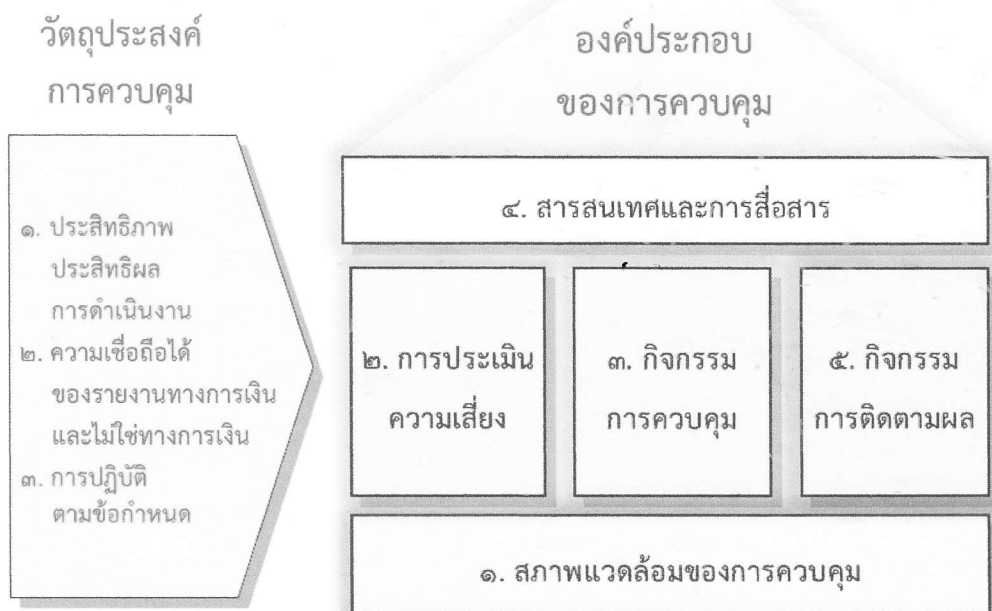 วัตถุประสงค์
การควบคุม
๑. ประสิทธิภาพ
ประสิทธิผล
การดำเนินงาน
๒. ความเชื่อถือได้
ของรายงานทางการเงิน
และไม่ใช่ทางการเงิน
๓. การปฏิบัติ
ตามข้อกำหนด
องค์ประกอบ
ของการควบคุม
๔. สารสนเทศและการสื่อสาร
๒. การประเมิน
ความเสี่ยง
๓. กิจกรรม
การควบคุม
๕. กิจกรรม
การติดตามผล
๑. สภาพแวดล้อมของการควบคุม